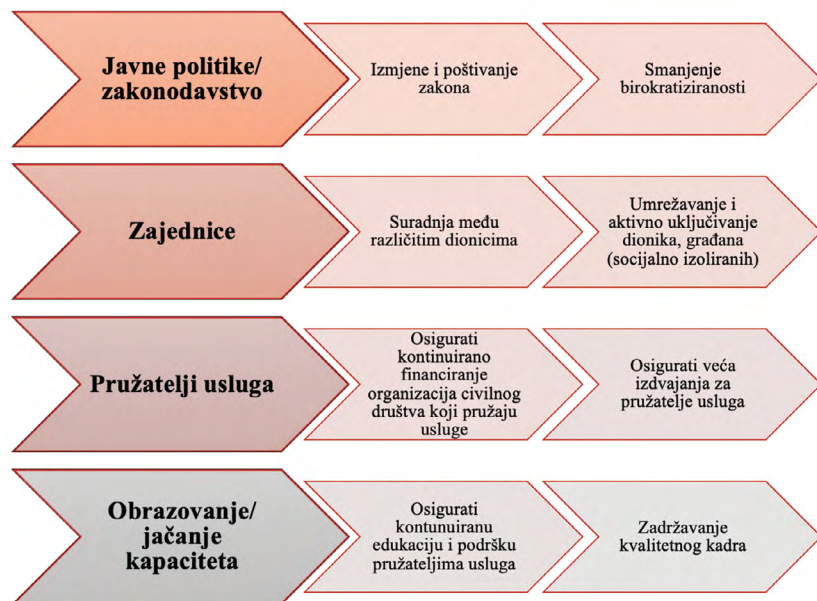 Javne politike/
zakonodavstvo
Izmjene i poštivanje
zakona
Smanjenje
birokratiziranosti
Zajednice
Suradnja među
različitim dionicima
Umrežavanje i
aktivno uključivanje
dionika, građana
(socijalno izoliranih)
Pružatelji usluga
Osigurati
kontinuirano
financiranje
organizacija civilnog
društva koji pružaju
usluge
Osigurati veća
izdvajanja za
pružatelje usluga
Obrazovanje/
jačanje
kapaciteta
Osigurati
kontunuiranu
edukaciju i podršku
pružateljima usluga
Zadržavanje
kvalitetnog kadra